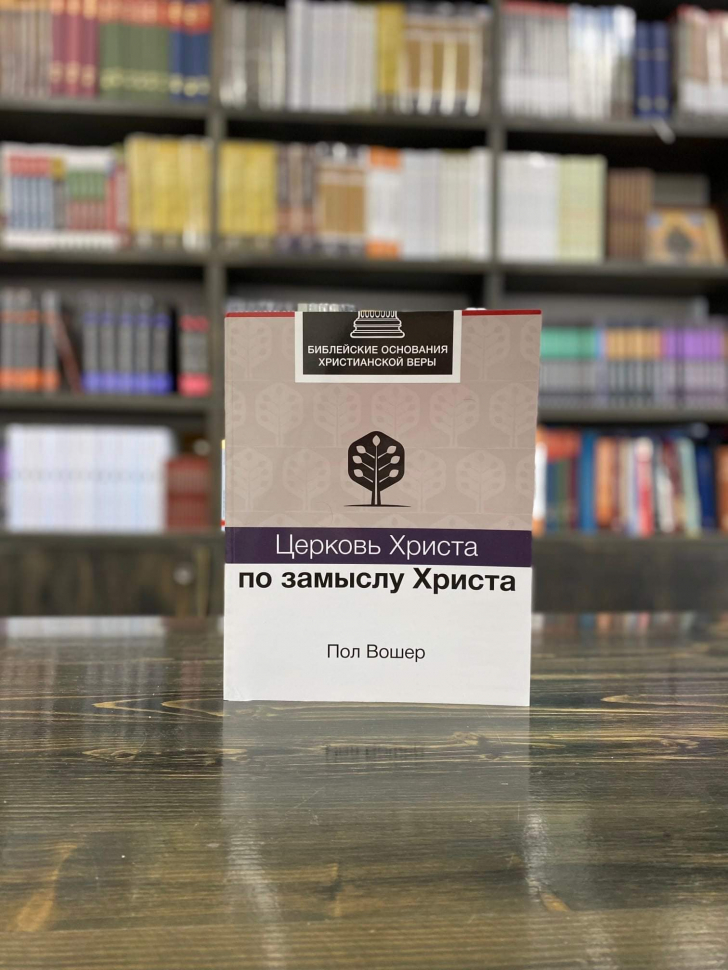 БИБЛЕЙСКИЕ ОСНОВАНИЯ
ХРИСТИАНСКОЙ ВЕРЫ
Церковь Христа
по замыслу Христа
Пол Вошер